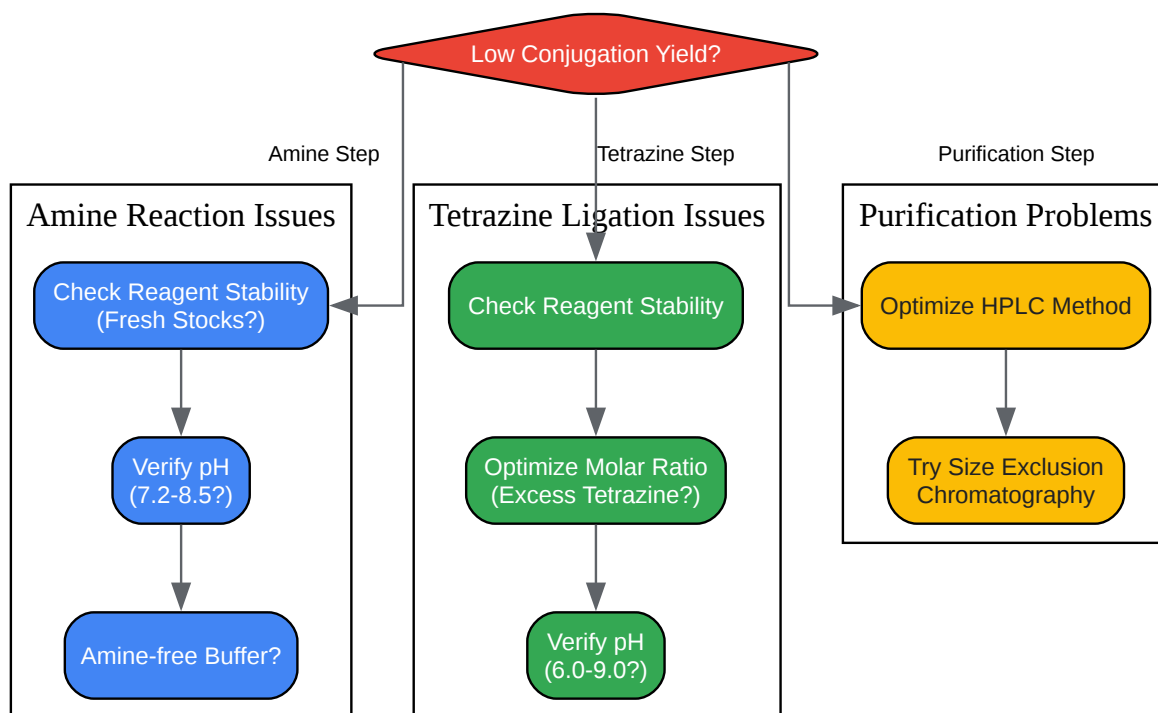 Low Conjugation Yield?
Amine Step
Tetrazine Step
Purification Step
Amine Reaction Issues
Check Reagent Stability
(Fresh Stocks?)
Verify pH
(7.2-8.5?)
Amine-free Buffer?
Tetrazine Ligation Issues
Check Reagent Stability
Optimize Molar Ratio
(Excess Tetrazine?)
Verify pH
(6.0-9.0?)
Purification Problems
Optimize HPLC Method
Try Size Exclusion
Chromatography